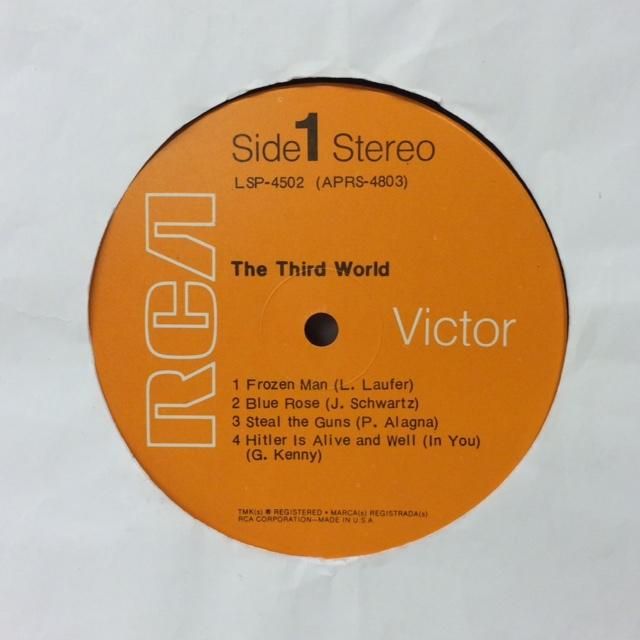 Side 1 Stereo
LSP-4502 (APRS-4803)
RCA
The Third World
Victor
1 Frozen Man (L. Laufer)
2 Blue Rose (J. Schwartz)
3 Steal the Guns (P. Alagna)
4 Hitler Is Alive and Well (In You)
(G. Kenny)
TMK(s) ® REGISTERED • MARCA(s) REGISTRADA(s)
RCA CORPORATION—MADE IN U.S.A.